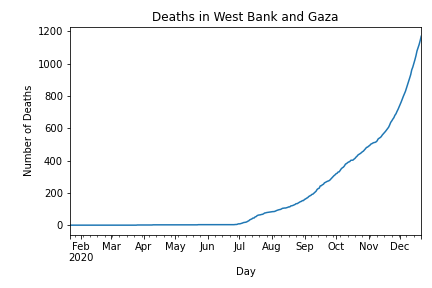 Deaths in West Bank and Gaza
1200
1000
800
600
400
200
0
Number of Deaths
Feb Mar Apr May Jun Jul Aug Sep Oct Nov Dec
2020
Day